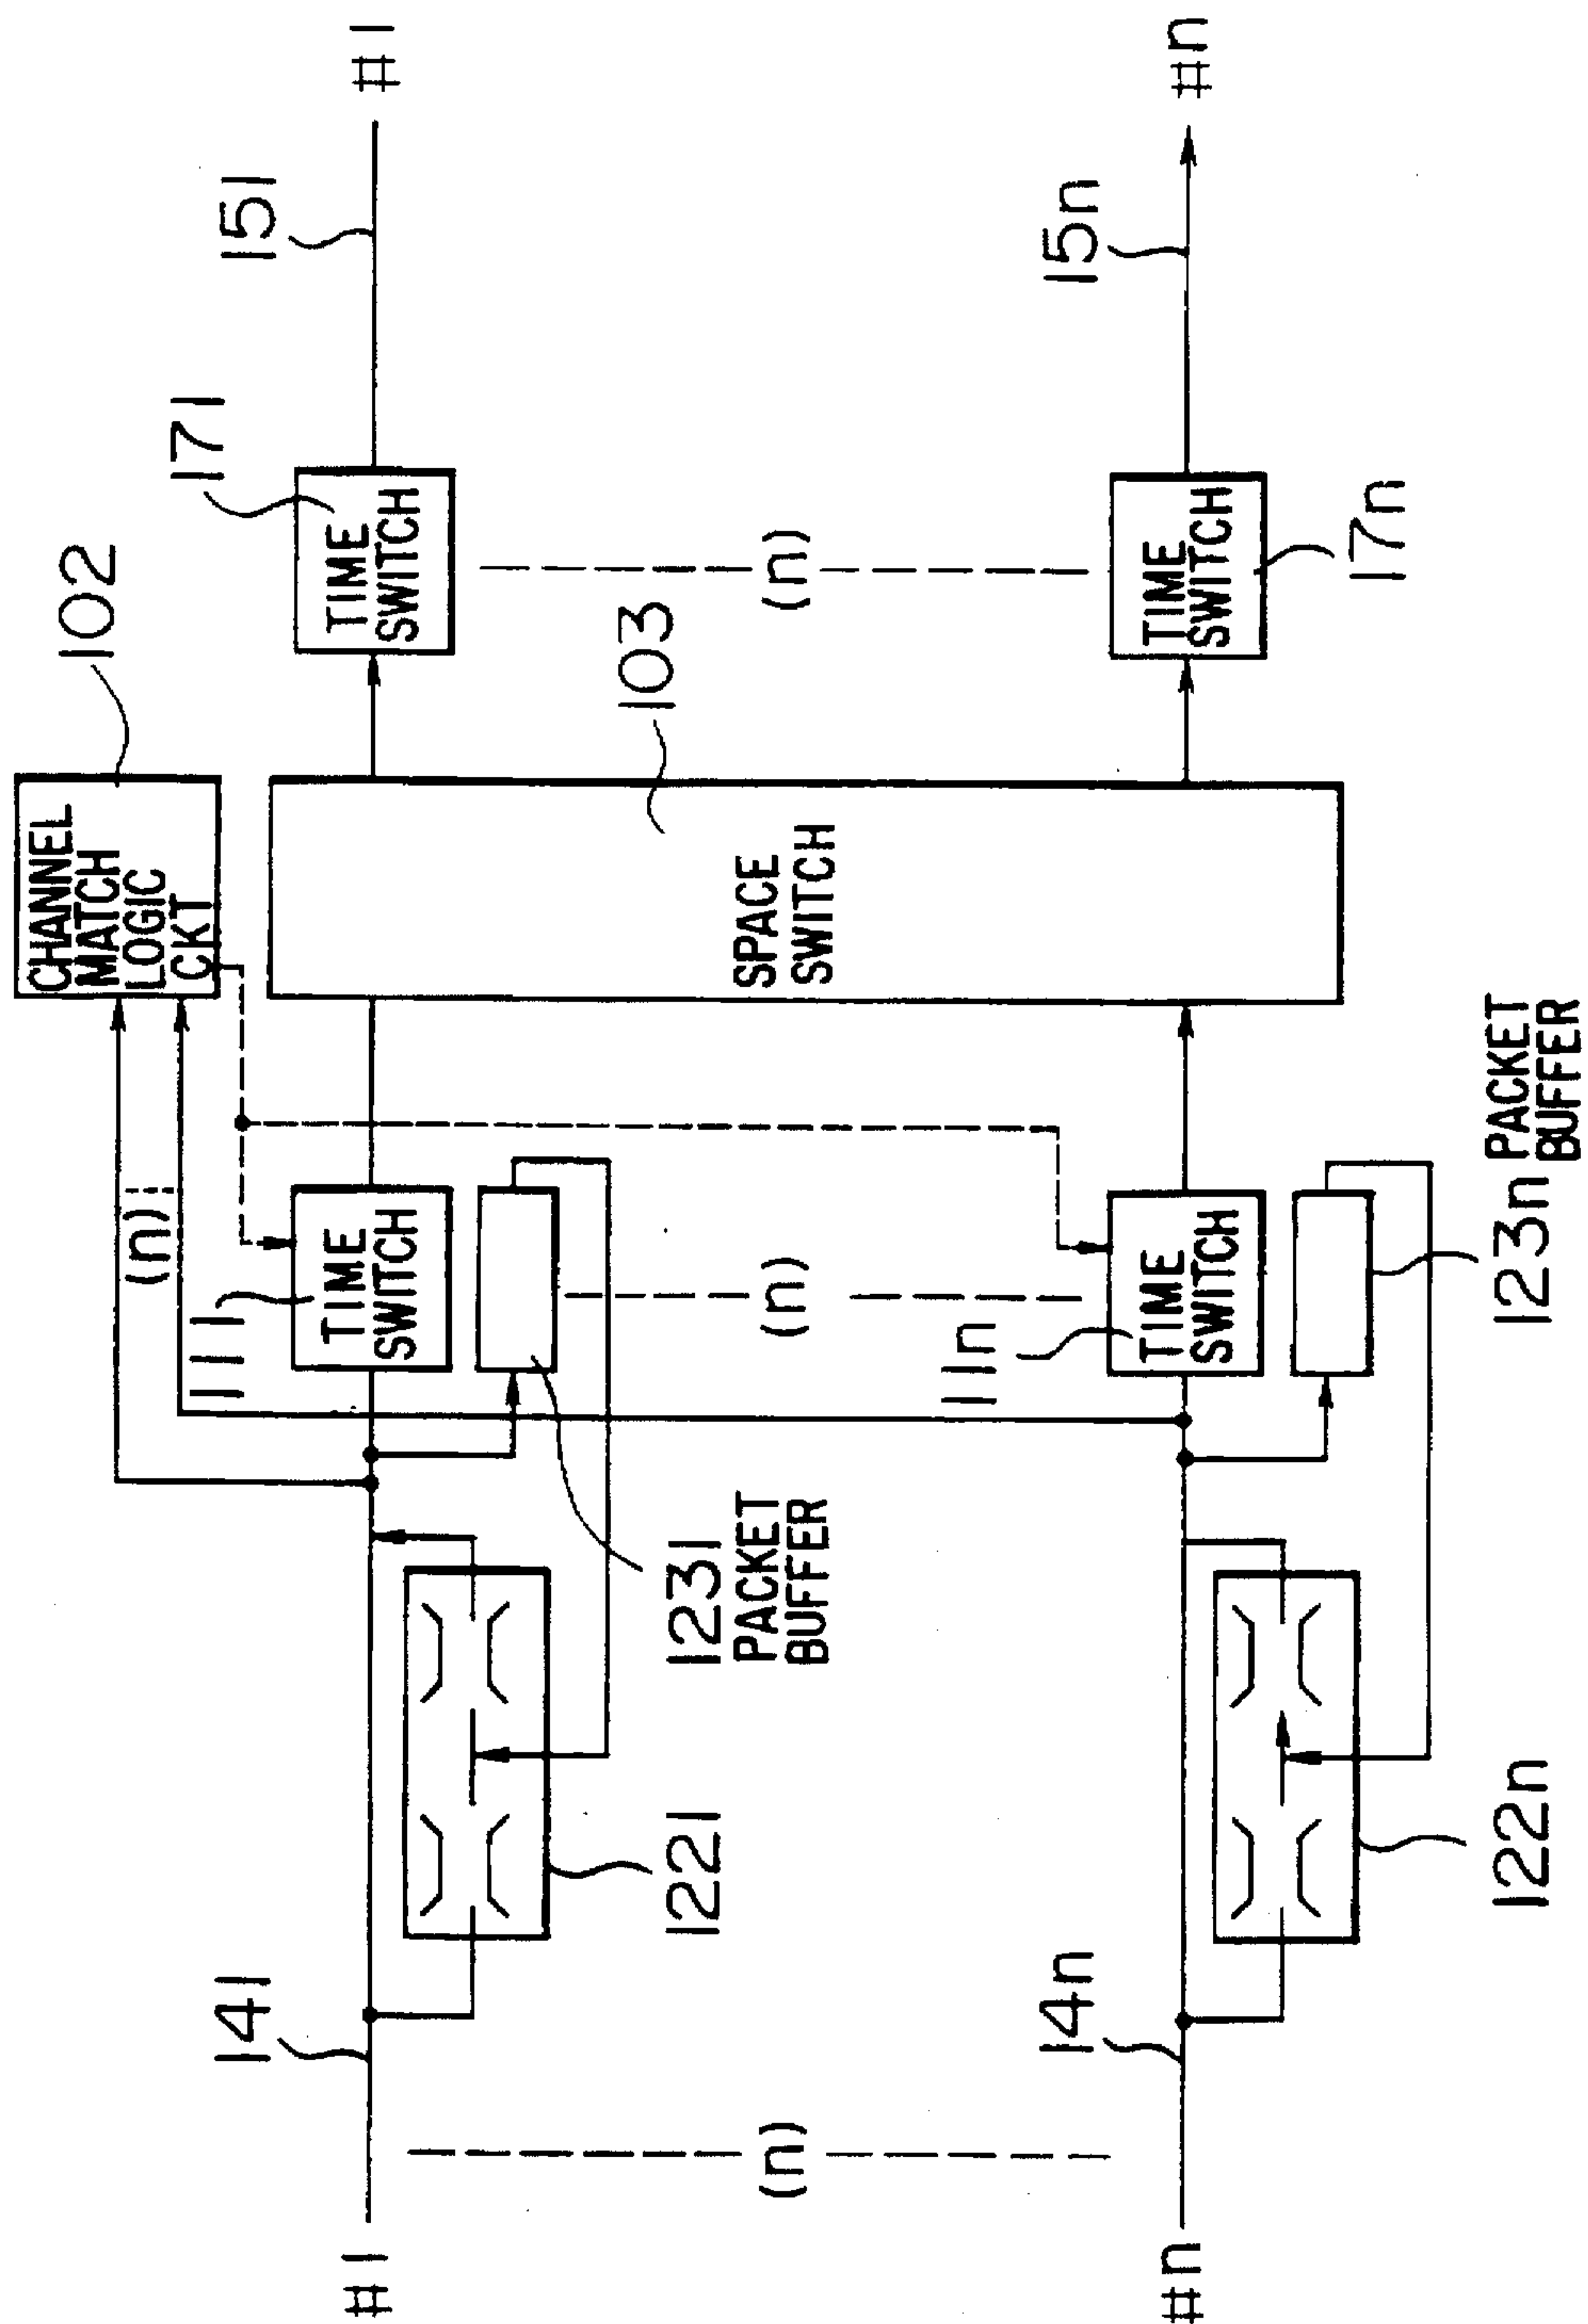 #1
141
1221
1231
PACKET
BUFFER
111
TIME
SWITCH
(n)
CHANNEL
MATCH
LOGIC
CKT
102
SPACE
SWITCH
103
TIME
SWITCH
171
151
#1
(n)
(n)
(n)
#n
14n
122n
123n
PACKET
BUFFER
11n
TIME
SWITCH
TIME
SWITCH
17n
15n
#n